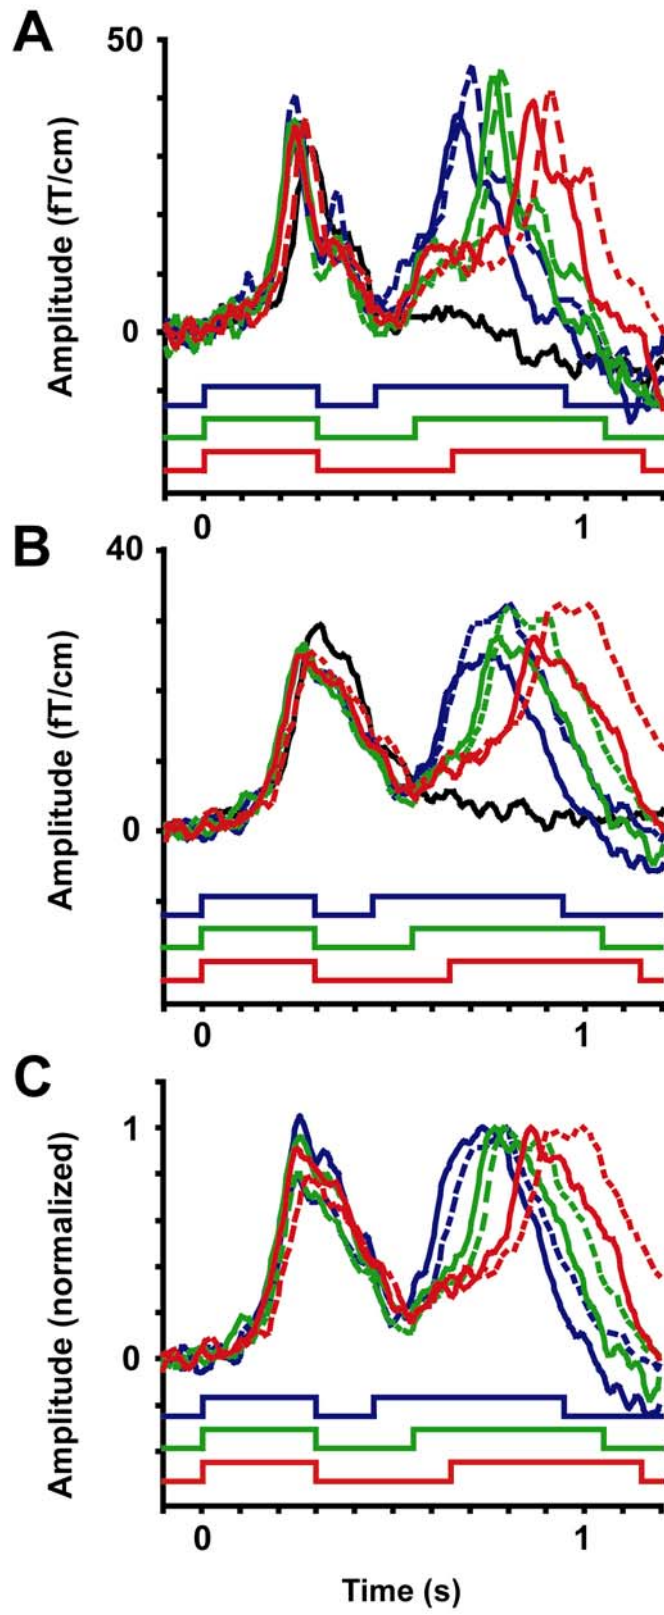 A
50
Amplitude (fT/cm)
0
0 1
B
40
Amplitude (fT/cm)
0
0 1
C
1
Amplitude (normalized)
0
0 1
Time (s)